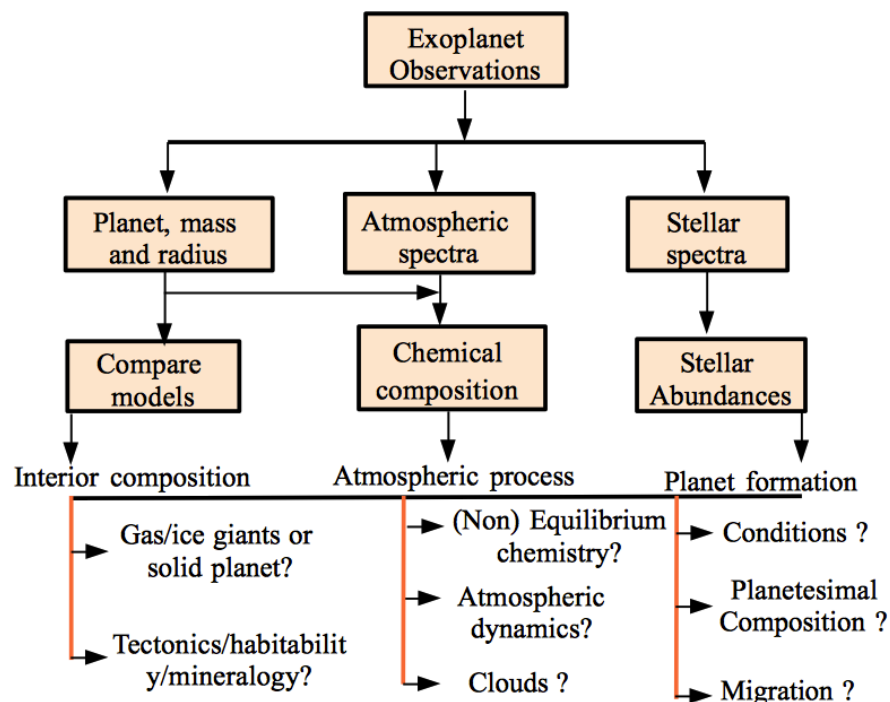 Exoplanet
Observations
Planet, mass
and radius
Atmospheric
spectra
Stellar
spectra
Compare
models
Chemical
composition
Stellar
Abundances
Interior composition
Atmospheric process
Planet formation
Gas/ice giants or
solid planet?
Tectonics/habitabilit
y/mineralogy?
(Non) Equilibrium
chemistry?
Atmospheric
dynamics?
Clouds ?
Conditions ?
Planetesimal
Composition ?
Migration ?